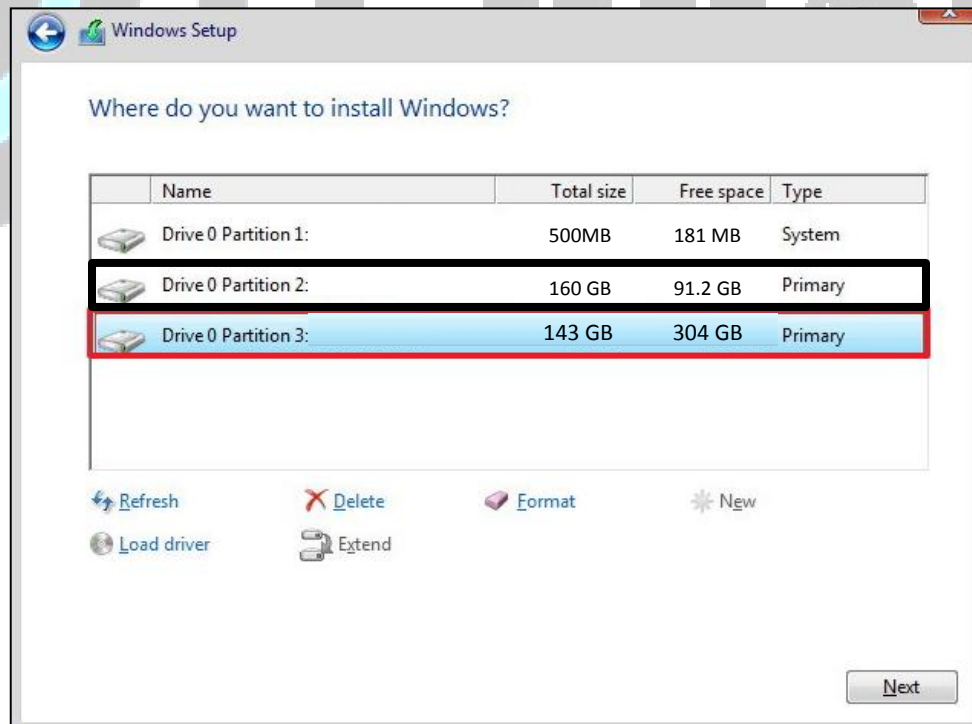 Windows Setup
Where do you want to install Windows?
Name Total size Free space Type
Drive 0 Partition 1: 500MB 181 MB System
Drive 0 Partition 2: 160 GB 91.2 GB Primary
Drive 0 Partition 3: 143 GB 304 GB Primary
Refresh Delete Format New
Load driver Extend
Next